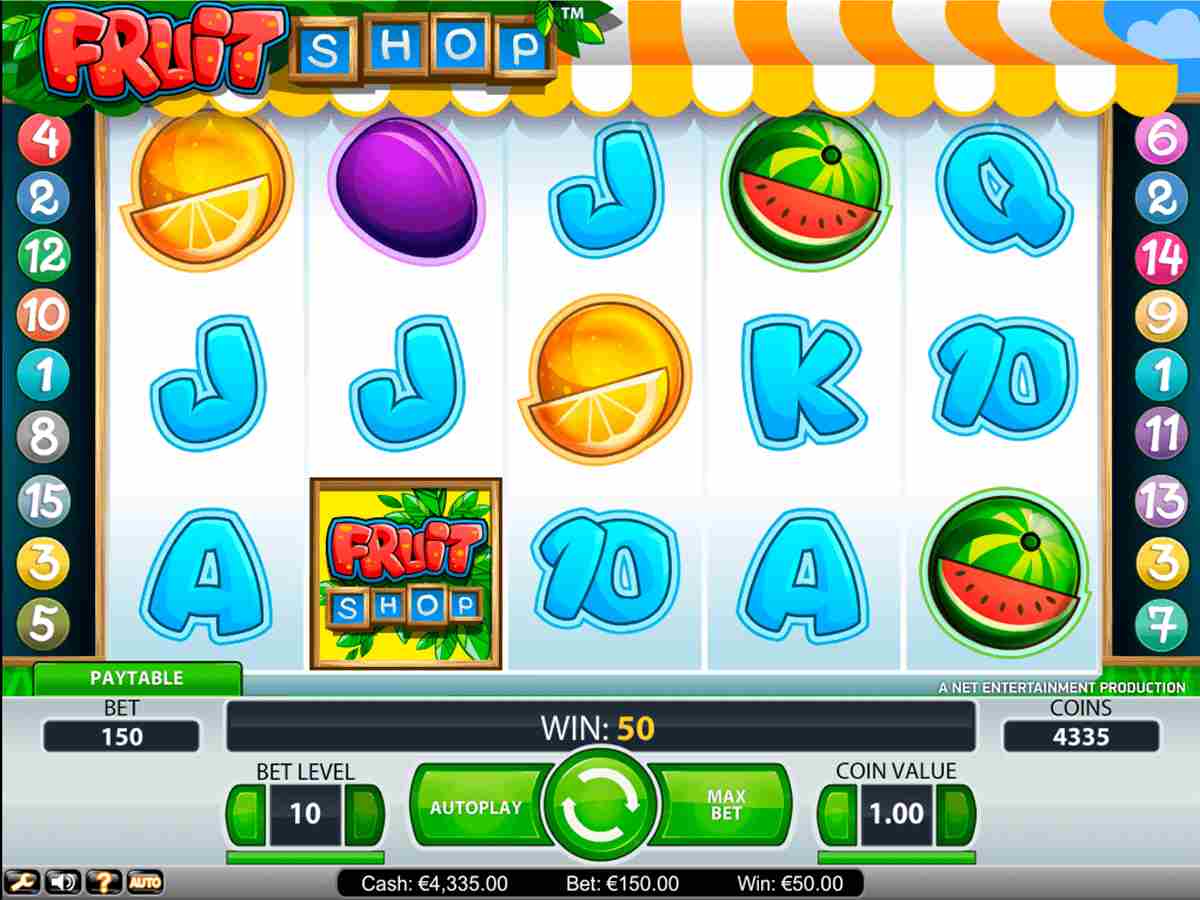 FRUIT SHOP™
4
2
12
10
1
8
15
3
5
J
Q
J
J
K
10
A
FRUIT
SHOP
10
A
6
2
14
9
1
11
13
3
7
PAYTABLE
A NET ENTERTAINMENT PRODUCTION
BET
150
WIN: 50
COINS
4335
BET LEVEL
10
AUTOPLAY
MAX
BET
COIN VALUE
1.00
?
AUTO
Cash: €4,335.00 Bet: €150.00 Win: €50.00